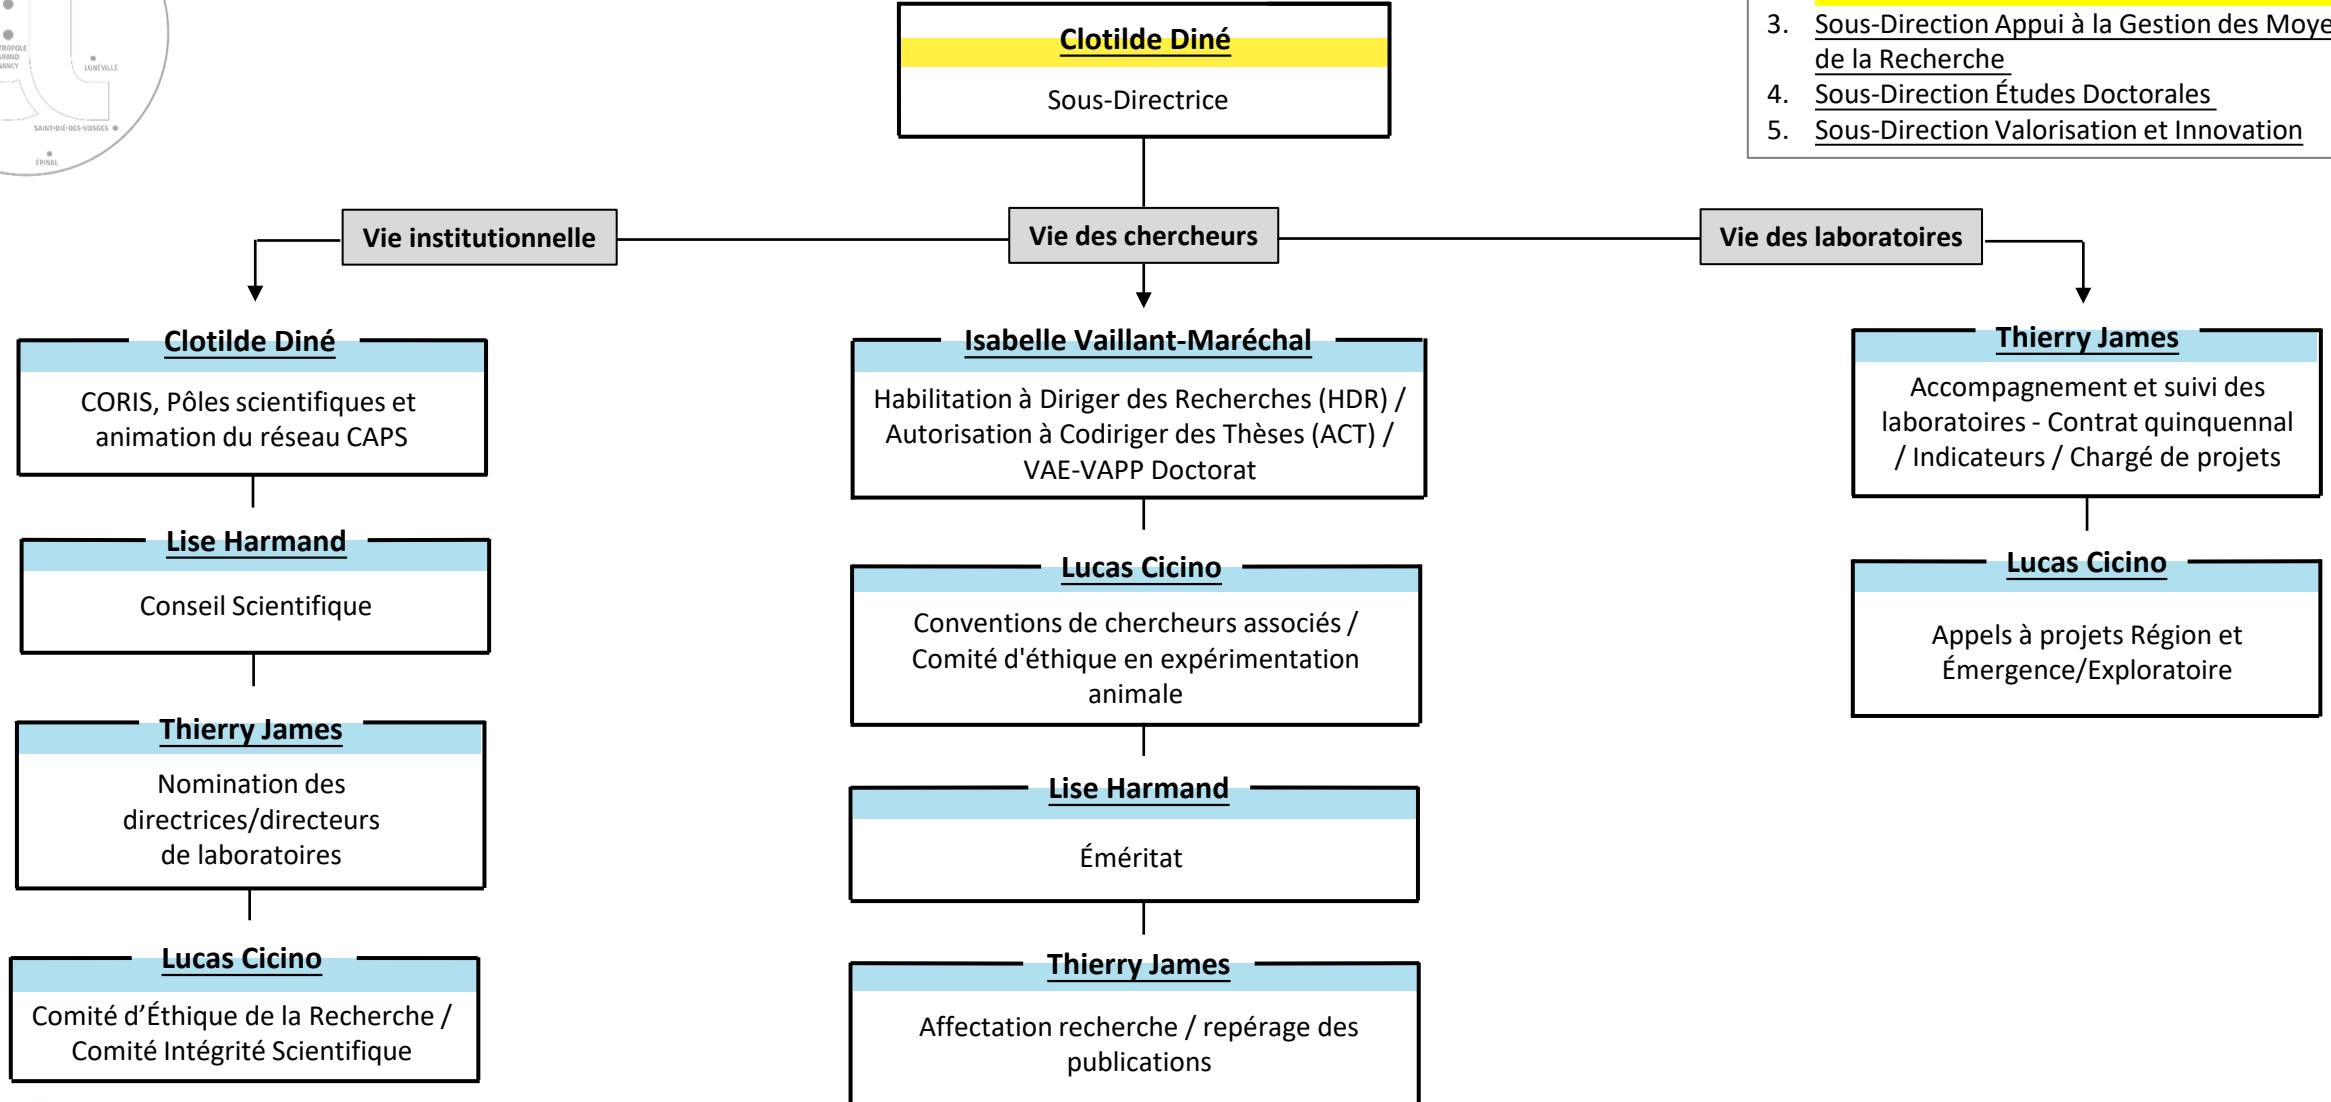 LUNÉVILLE
SAINT-DIÉ-DES-VOSGES
ÉPINAL
Clotilde Diné
Sous-Directrice
3. Sous-Direction Appui à la Gestion des Moye
de la Recherche
4. Sous-Direction Études Doctorales
5. Sous-Direction Valorisation et Innovation
Vie institutionnelle
Vie des chercheurs
Vie des laboratoires
Clotilde Diné
CORIS, Pôles scientifiques et
animation du réseau CAPS
Lise Harmand
Conseil Scientifique
Thierry James
Nomination des
directrices/directeurs
de laboratoires
Lucas Cicino
Comité d’Éthique de la Recherche /
Comité Intégrité Scientifique
Isabelle Vaillant-Maréchal
Habilitation à Diriger des Recherches (HDR) /
Autorisation à Codiriger des Thèses (ACT) /
VAE-VAPP Doctorat
Lucas Cicino
Conventions de chercheurs associés /
Comité d'éthique en expérimentation
animale
Lise Harmand
Éméritat
Thierry James
Affectation recherche / repérage des
publications
Thierry James
Accompagnement et suivi des
laboratoires - Contrat quinquennal
/ Indicateurs / Chargé de projets
Lucas Cicino
Appels à projets Région et
Émergence/Exploratoire